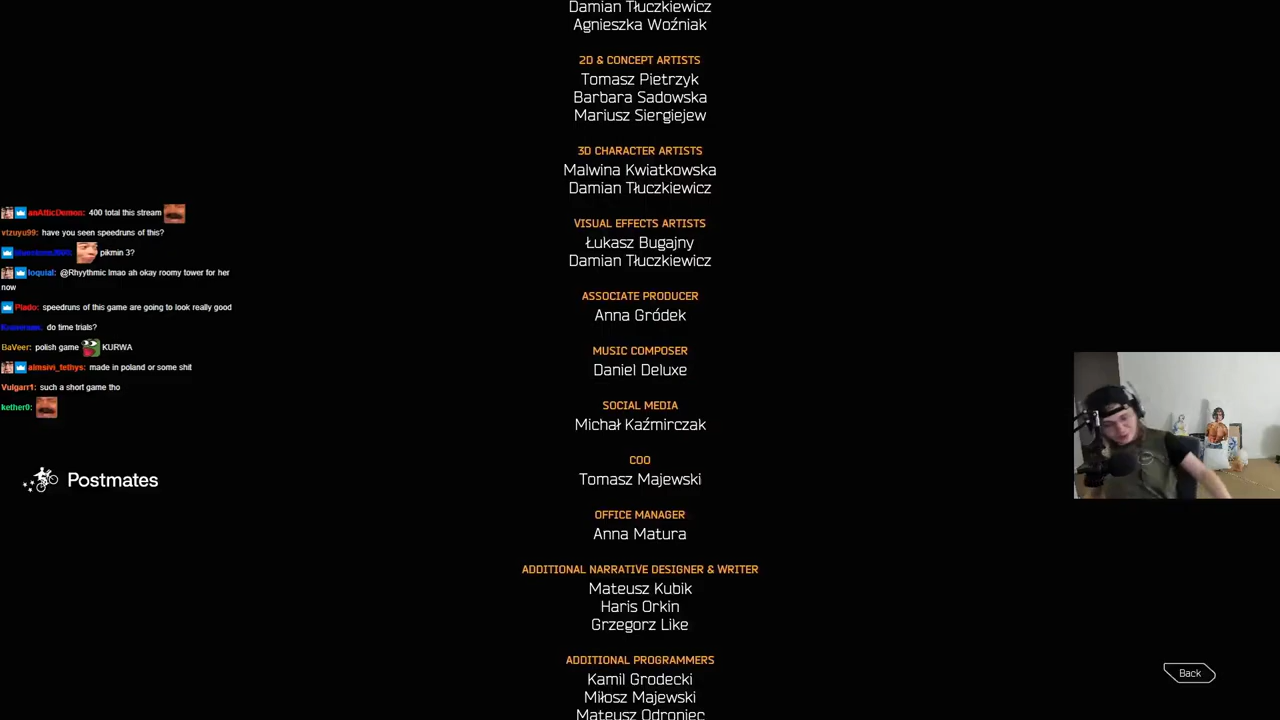 Damian Tłuczkiewicz
Agnieszka Woźniak
2D & CONCEPT ARTISTS
Tomasz Pietrzyk
Barbara Sadowska
Mariusz Siergiejew
3D CHARACTER ARTISTS
Malwina Kwiatkowska
Damian Tłuczkiewicz
VISUAL EFFECTS ARTISTS
Łukasz Bugajny
Damian Tłuczkiewicz
ASSOCIATE PRODUCER
Anna Gródek
MUSIC COMPOSER
Daniel Deluxe
SOCIAL MEDIA
Michał Kaźmirczak
COO
Tomasz Majewski
OFFICE MANAGER
Anna Matura
ADDITIONAL NARRATIVE DESIGNER & WRITER
Mateusz Kubik
Haris Orkin
Grzegorz Like
ADDITIONAL PROGRAMMERS
Kamil Grodecki
Miłosz Majewski
Mateusz Odroniec
anAtticDemon: 400 total this stream
vtzuyu99: have you seen speedruns of this?
pikmin 3?
loquial: @Rhyythmic lmao ah okay roomy tower for her
now
Plado: speedruns of this game are going to look really good
do time trials?
BaVeer: polish game KURWA
almsivi_tethys: made in poland or some shit
Vulgarr1: such a short game tho
kether0:
Postmates
Back